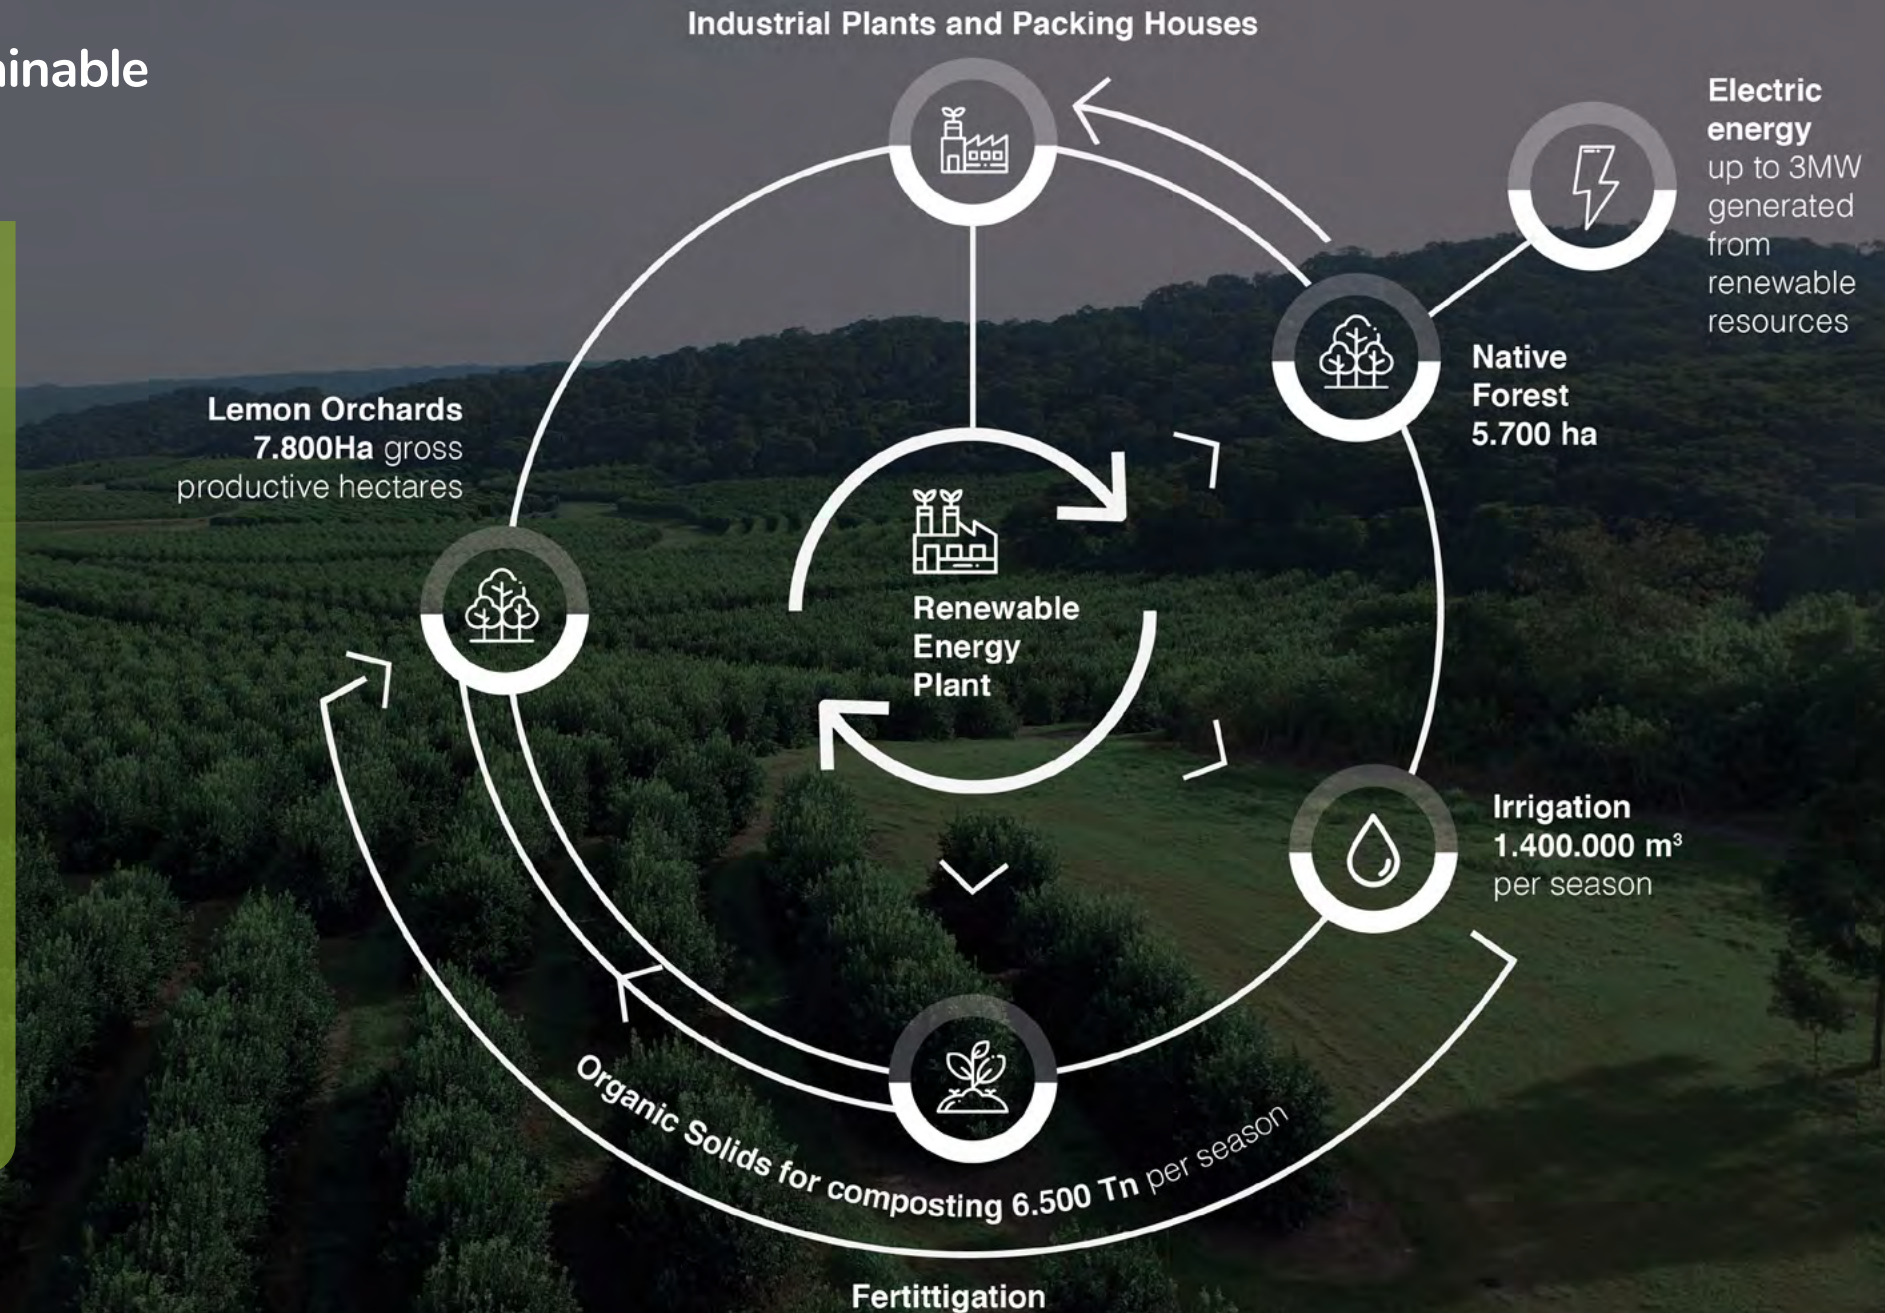 Industrial Plants and Packing Houses
Electric
energy
up to 3MW
generated
from
renewable
resources
Native
Forest
5.700 ha
Lemon Orchards
7.800Ha gross
productive hectares
Renewable
Energy
Plant
Irrigation
1.400.000 m³
per season
Organic Solids for composting 6.500 Tn per season
Fertittigation